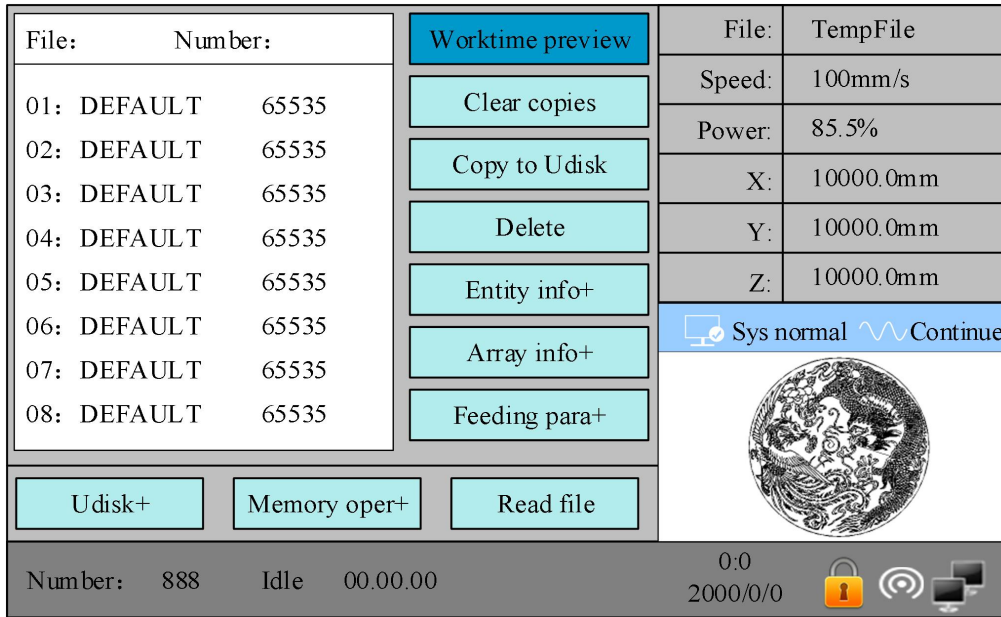 File: Number:
01: DEFAULT 65535
02: DEFAULT 65535
03: DEFAULT 65535
04: DEFAULT 65535
05: DEFAULT 65535
06: DEFAULT 65535
07: DEFAULT 65535
08: DEFAULT 65535
Worktime preview
Clear copies
Copy to Udisk
Delete
Entity info+
Array info+
Feeding para+
Udisk+ Memory oper+ Read file
File: TempFile
Speed: 100mm/s
Power: 85.5%
X: 10000.0mm
Y: 10000.0mm
Z: 10000.0mm
Sys normal Continue
Number: 888 Idle 00.00.00
0:0
2000/0/0